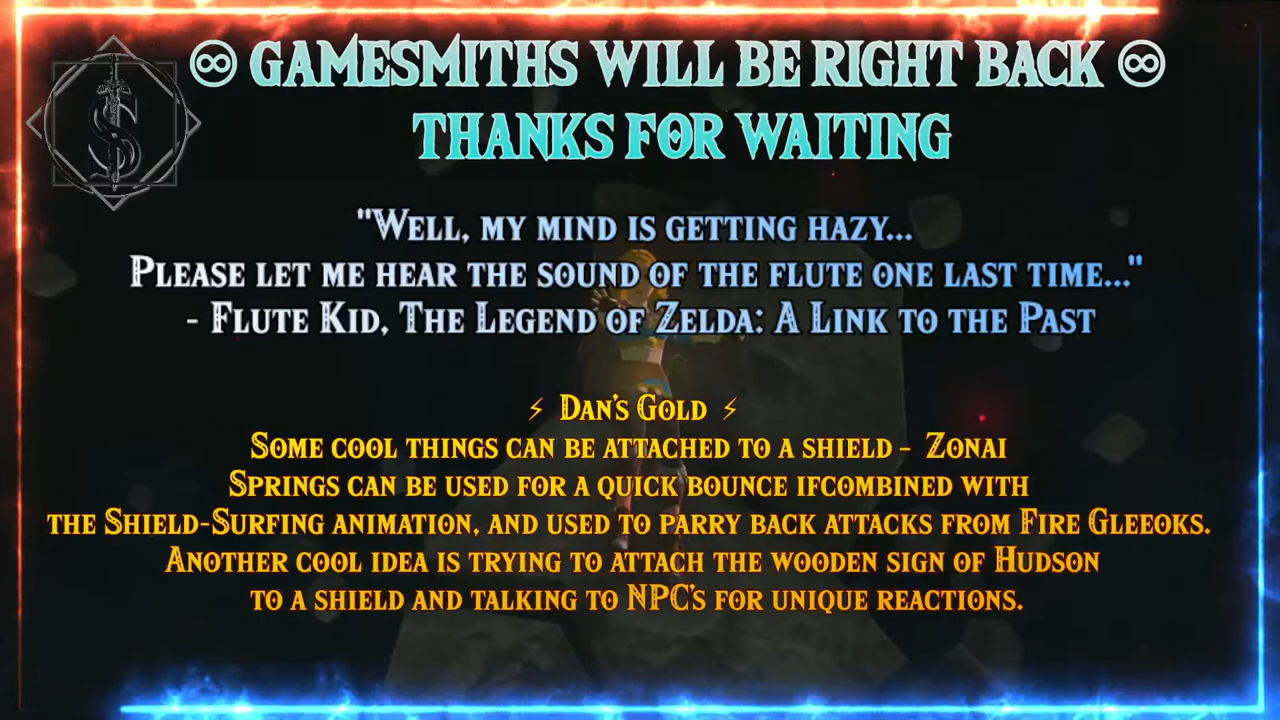 ♾ GAMESMITHS WILL BE RIGHT BACK ♾
THANKS FOR WAITING
"WELL, MY MIND IS GETTING HAZY...
PLEASE LET ME HEAR THE SOUND OF THE FLUTE ONE LAST TIME..."
- FLUTE KID, THE LEGEND OF ZELDA: A LINK TO THE PAST
⚡ DAN'S GOLD ⚡
SOME COOL THINGS CAN BE ATTACHED TO A SHIELD - ZONAI
SPRINGS CAN BE USED FOR A QUICK BOUNCE IFCOMBINED WITH
THE SHIELD-SURFING ANIMATION, AND USED TO PARRY BACK ATTACKS FROM FIRE GLEEOKS.
ANOTHER COOL IDEA IS TRYING TO ATTACH THE WOODEN SIGN OF HUDSON
TO A SHIELD AND TALKING TO NPC'S FOR UNIQUE REACTIONS.